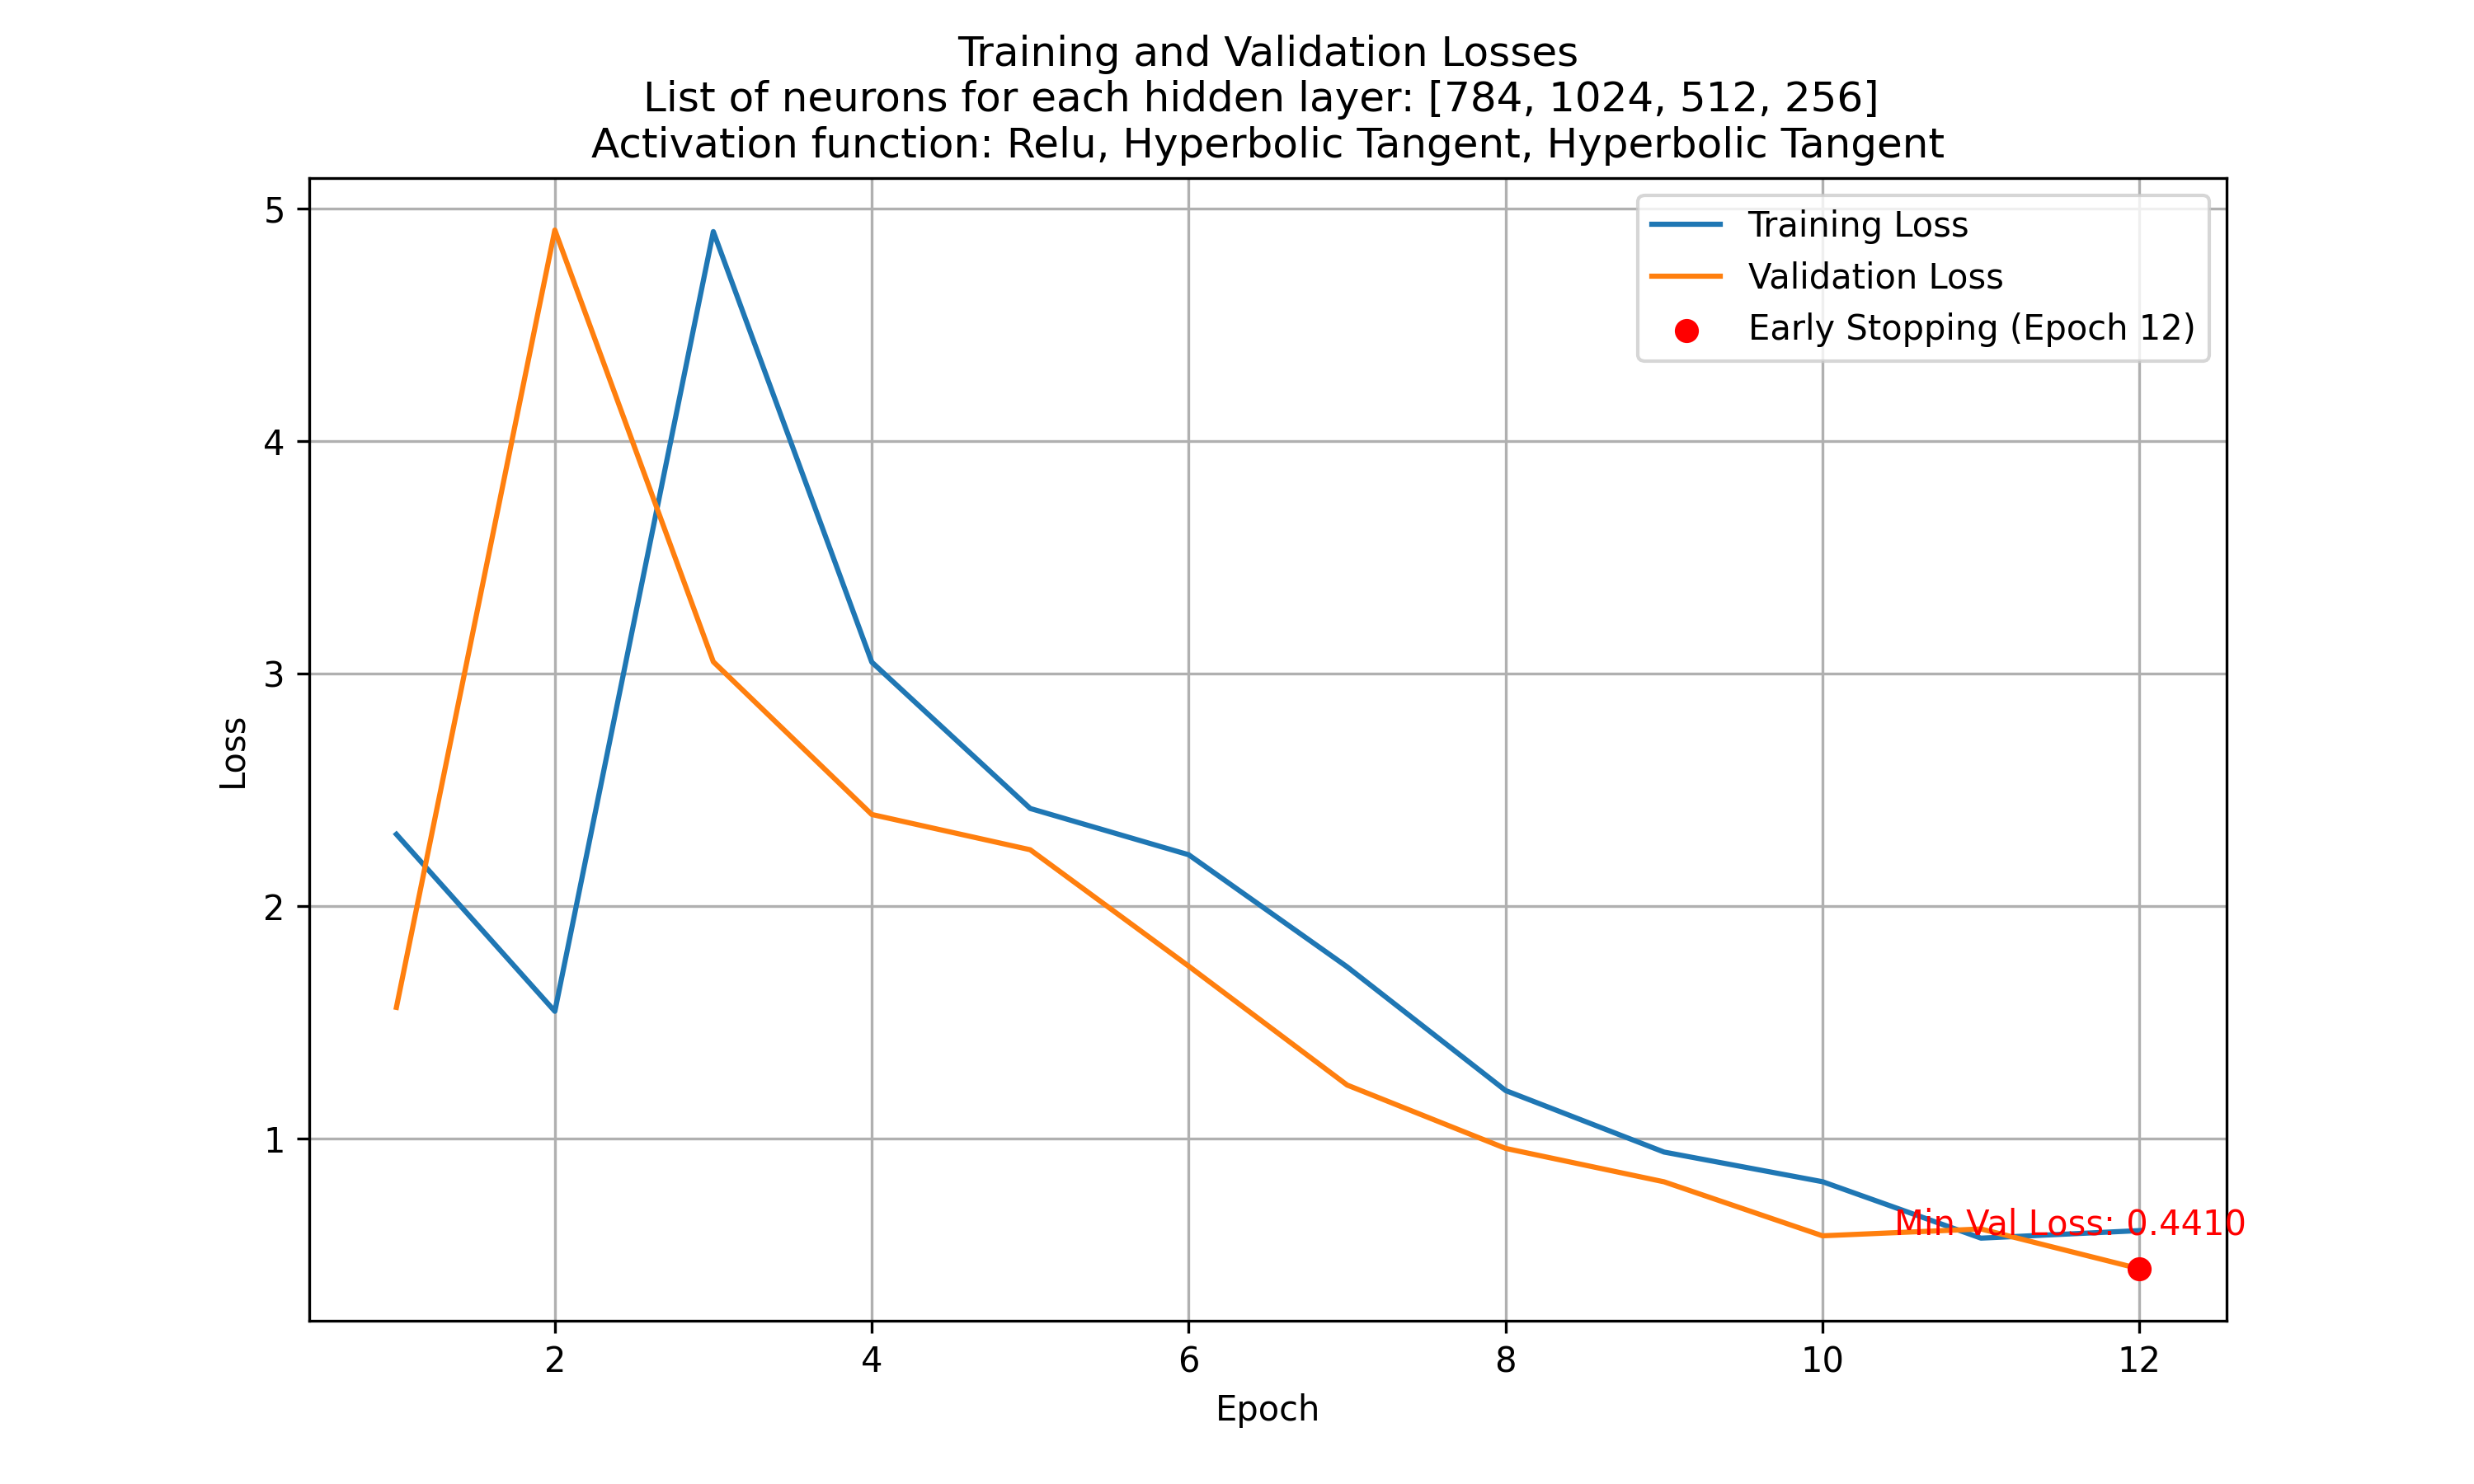 Training and Validation Losses
List of neurons for each hidden layer: [784, 1024, 512, 256]
Activation function: Relu, Hyperbolic Tangent, Hyperbolic Tangent
5
4
3
2
1
Loss
Training Loss
Validation Loss
Early Stopping (Epoch 12)
Min Val Loss: 0.4410
2 4 6 8 10 12
Epoch